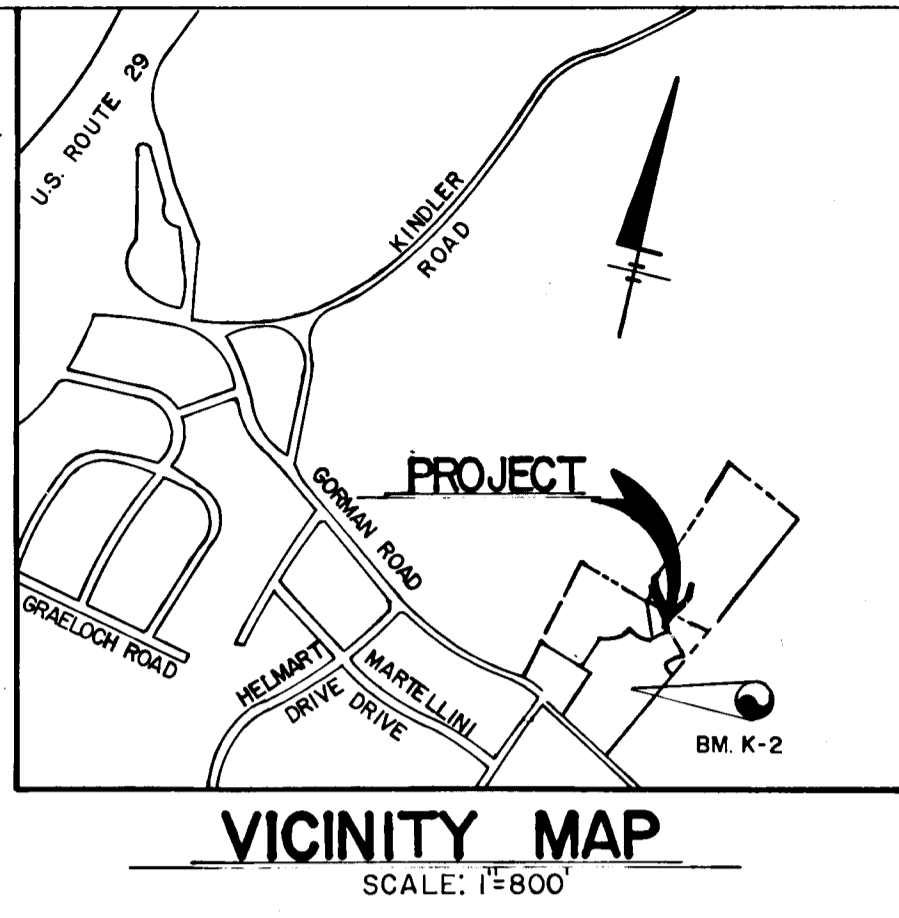 U.S. ROUTE 29
KINDLER
ROAD
PROJECT
GORMAN ROAD
GRAELOCH ROAD
HELMART
DRIVE
MARTELLINI
DRIVE
BM. K-2
VICINITY MAP
SCALE: 1"=800'